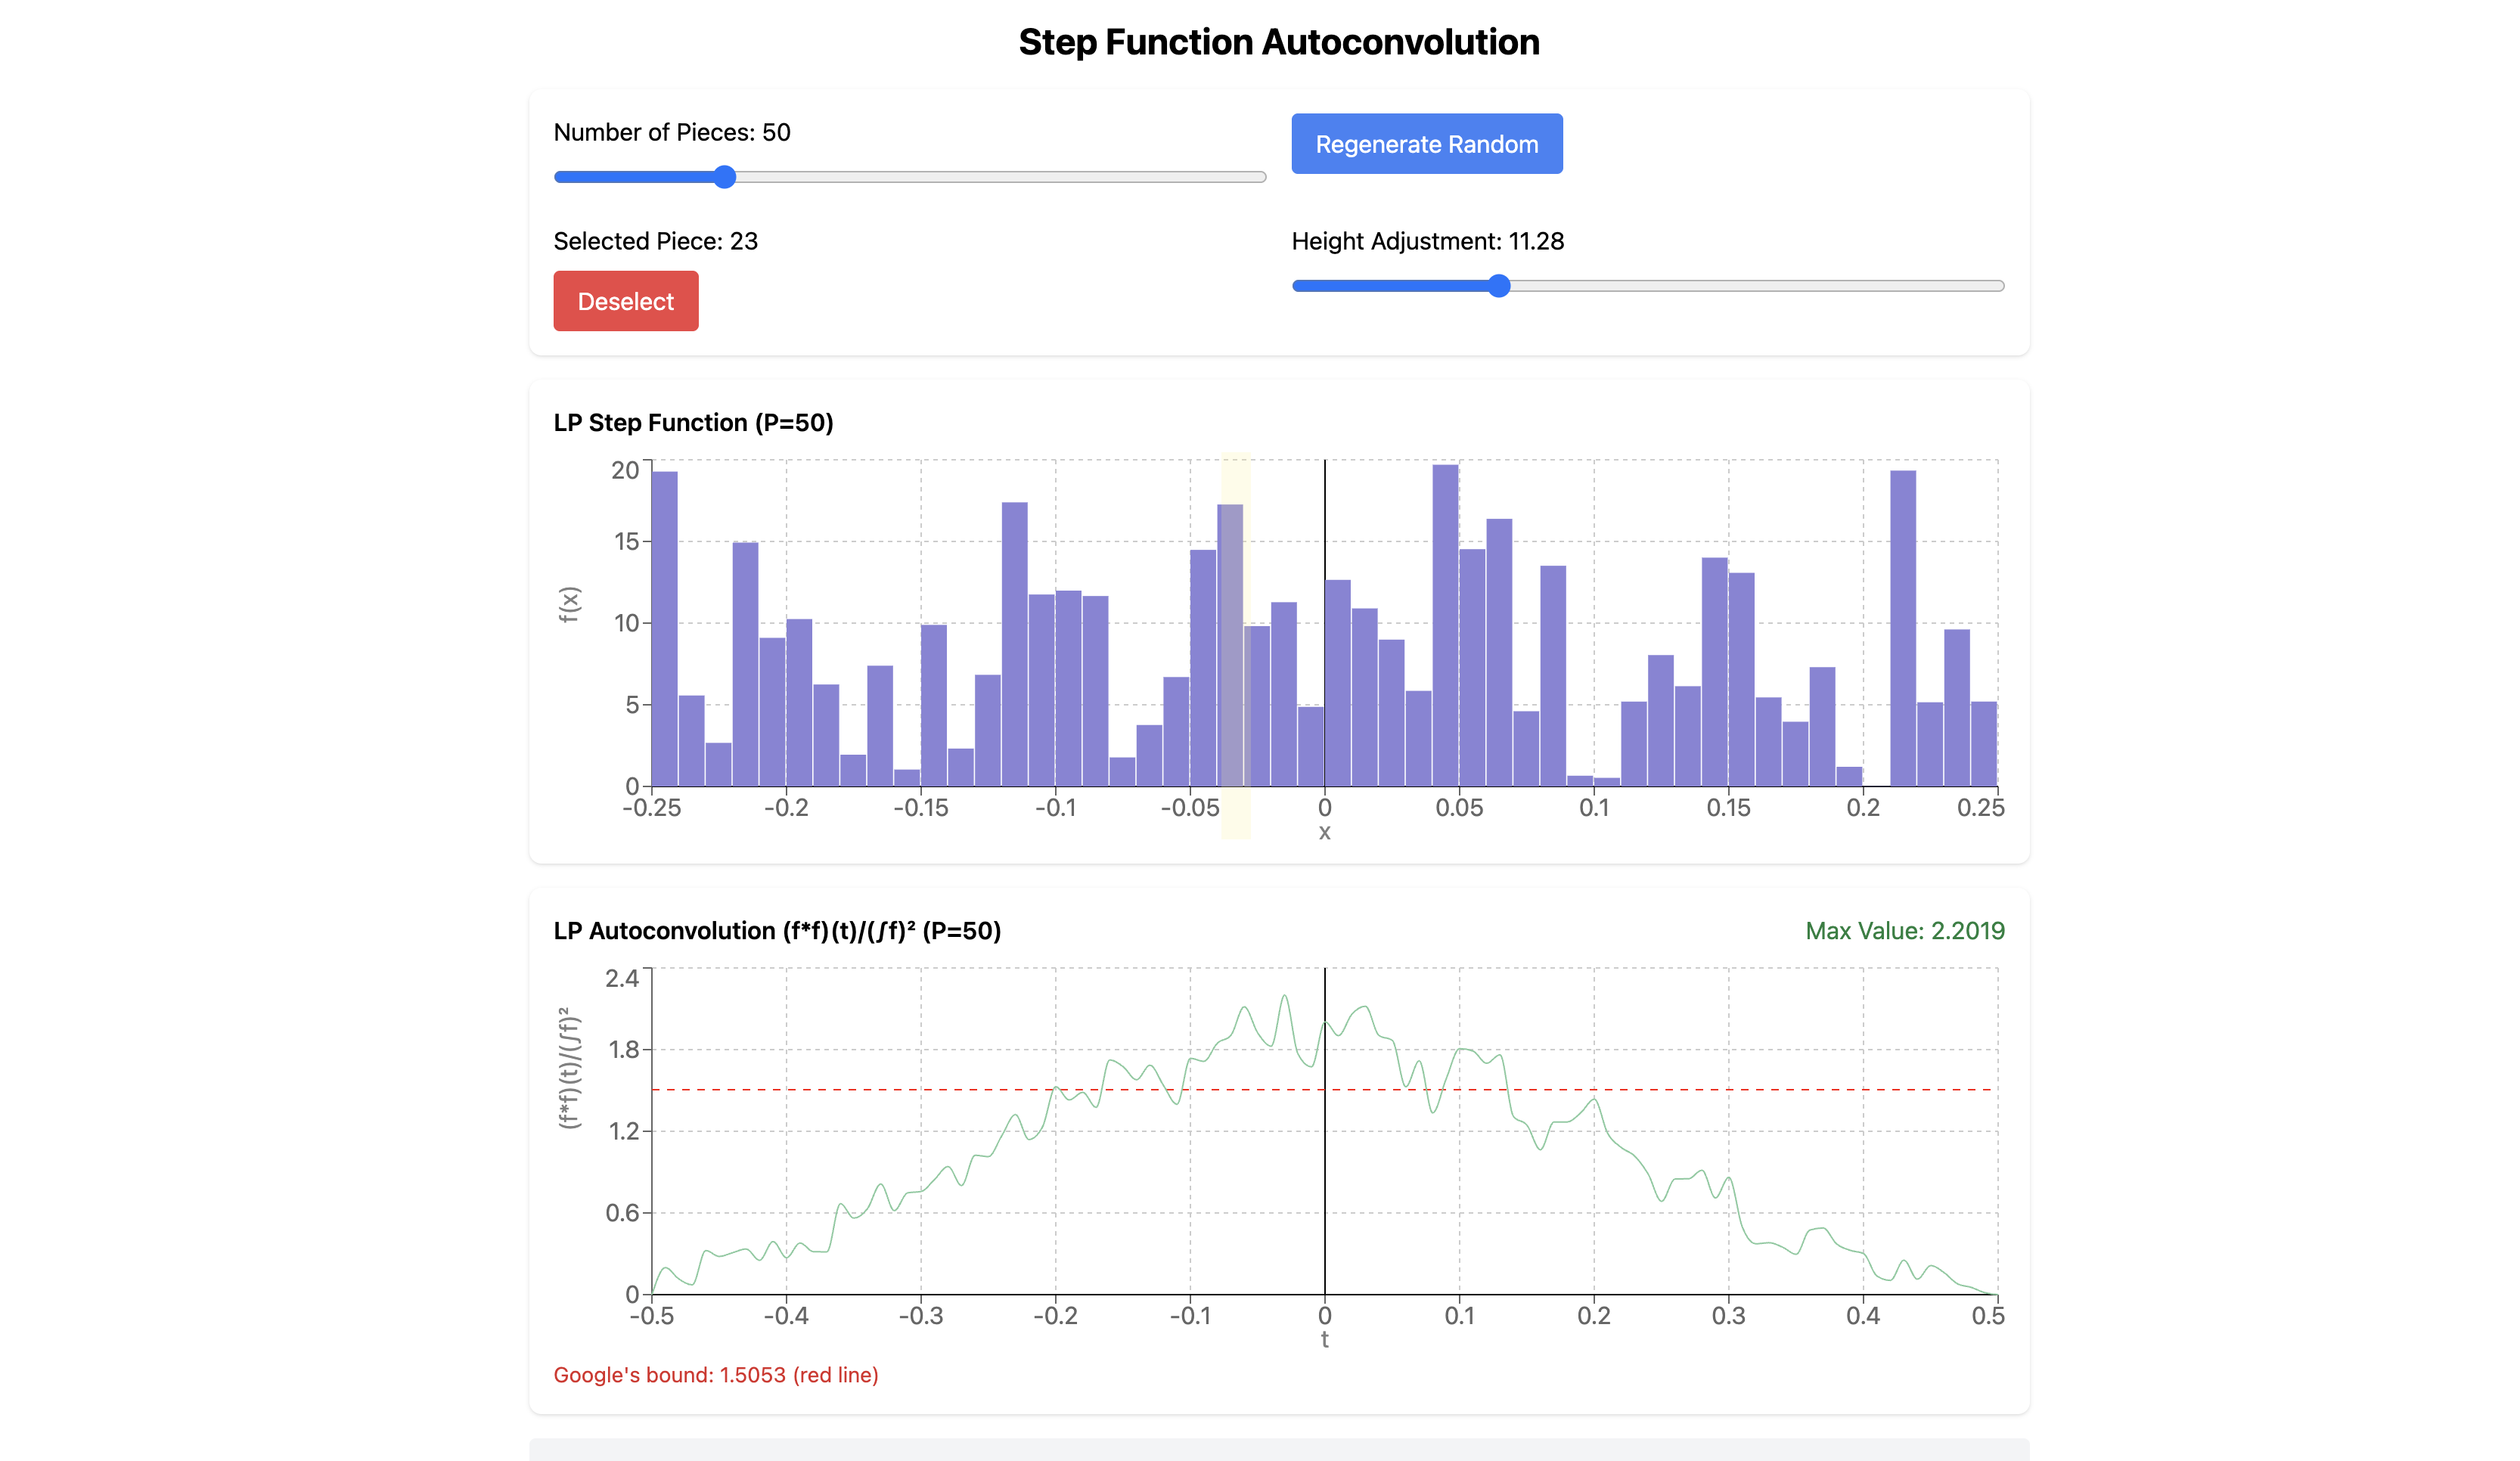 Step Function Autoconvolution
Number of Pieces: 50
Regenerate Random
Selected Piece: 23
Height Adjustment: 11.28
Deselect
LP Step Function (P=50)
20
15
10
5
0
f(x)
-0.25 -0.2 -0.15 -0.1 -0.05 0 0.05 0.1 0.15 0.2 0.25
x
LP Autoconvolution (f*f)(t)/(∫f)² (P=50)
Max Value: 2.2019
2.4
1.8
1.2
0.6
0
(f*f)(t)/(∫f)²
-0.5 -0.4 -0.3 -0.2 -0.1 0 0.1 0.2 0.3 0.4 0.5
t
Google's bound: 1.5053 (red line)